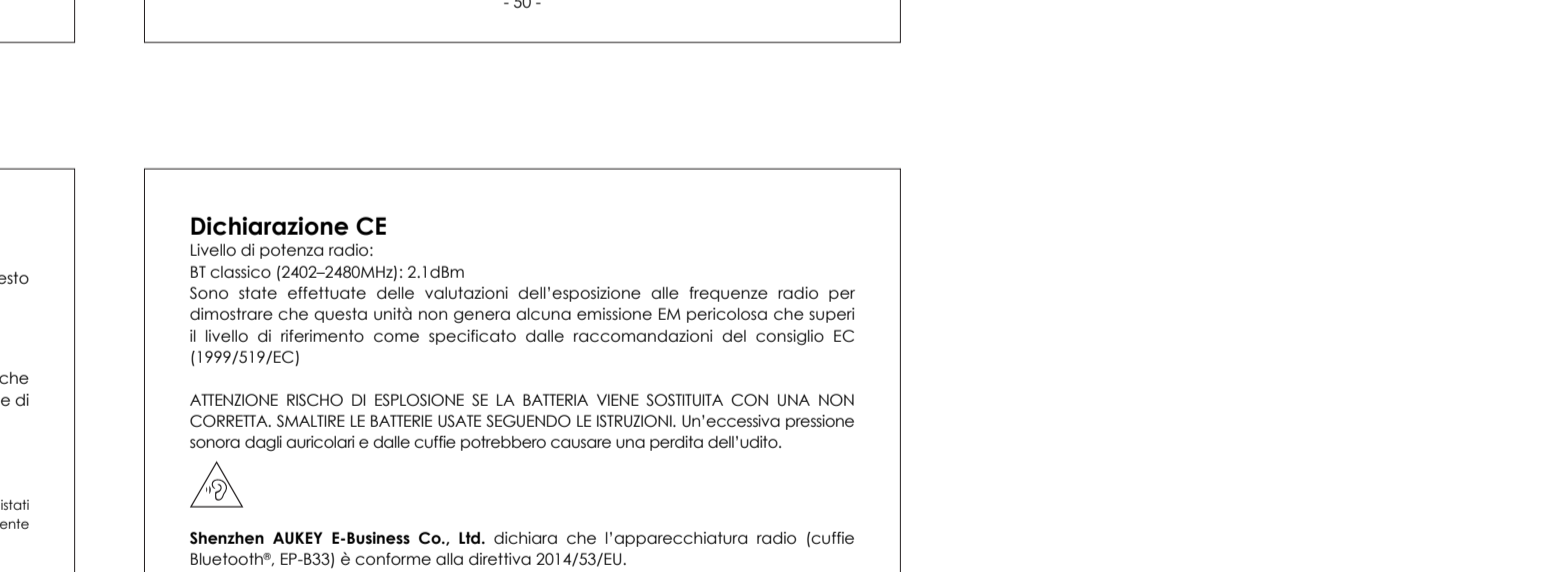 - 50 -
esto
che
e di
istati
ente
Dichiarazione CE
Livello di potenza radio:
BT classico (2402–2480MHz): 2.1dBm
Sono state effettuate delle valutazioni dell’esposizione alle frequenze radio per
dimostrare che questa unità non genera alcuna emissione EM pericolosa che superi
il livello di riferimento come specificato dalle raccomandazioni del consiglio EC
(1999/519/EC)
ATTENZIONE RISCHO DI ESPLOSIONE SE LA BATTERIA VIENE SOSTITUITA CON UNA NON
CORRETTA. SMALTIRE LE BATTERIE USATE SEGUENDO LE ISTRUZIONI. Un’eccessiva pressione
sonora dagli auricolari e dalle cuffie potrebbero causare una perdita dell’udito.
Shenzhen AUKEY E-Business Co., Ltd. dichiara che l’apparecchiatura radio (cuffie
Bluetooth®, EP-B33) è conforme alla direttiva 2014/53/EU.